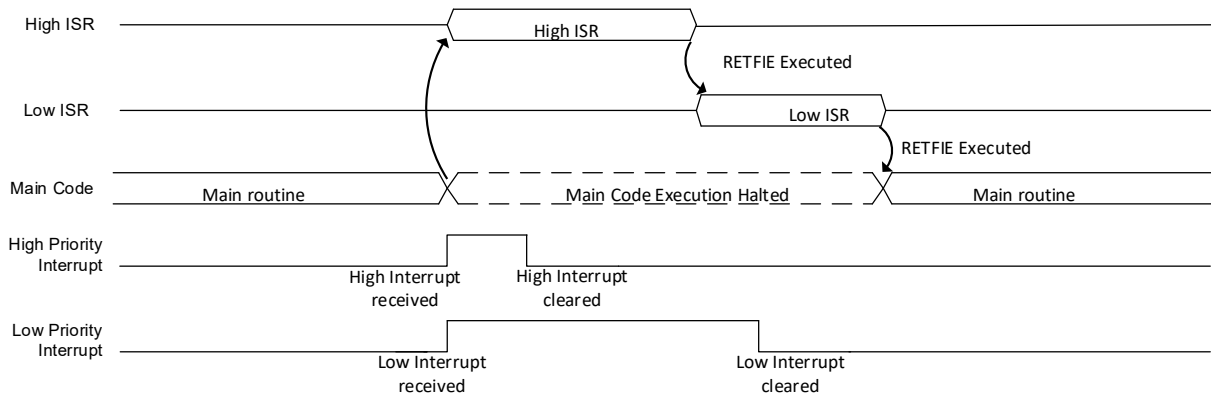 High ISR
High ISR
RETFIE Executed
Low ISR
Low ISR
RETFIE Executed
Main Code
Main routine
Main Code Execution Halted
Main routine
High Priority
Interrupt
High Interrupt
received
High Interrupt
cleared
Low Priority
Interrupt
Low Interrupt
received
Low Interrupt
cleared